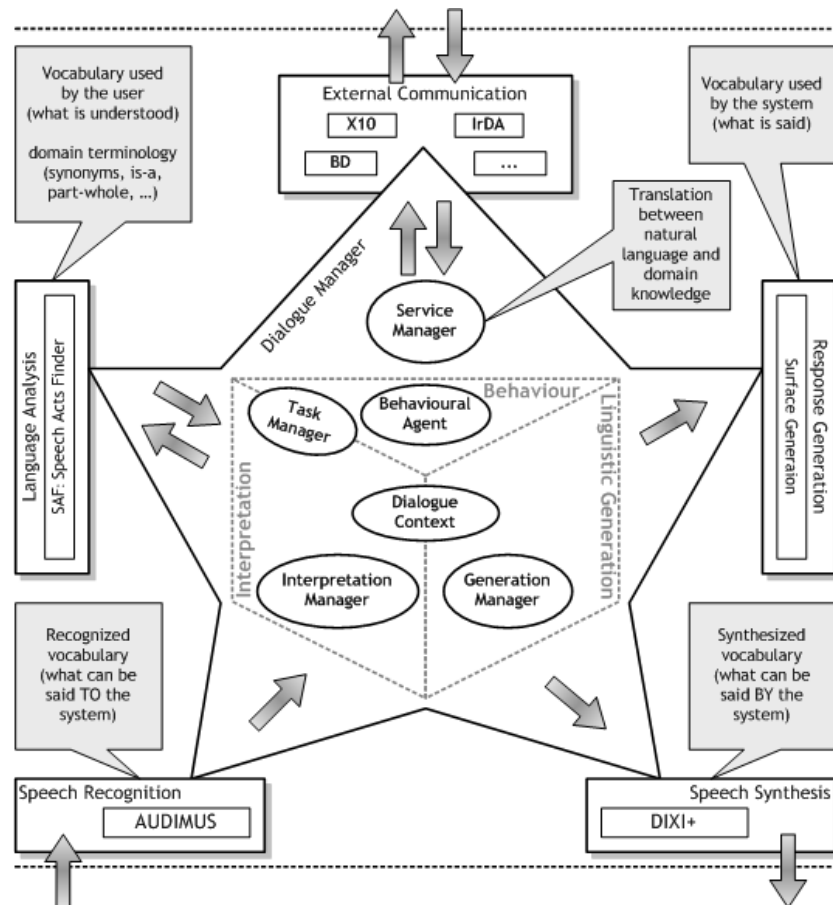 Vocabulary used
by the user
(what is understood)
domain terminology
(synonyms, is-a,
part-whole, ...)
External Communication
X10
IrDA
BD
...
Vocabulary used
by the system
(what is said)
Translation
between
natural
language and
domain
knowledge
Dialogue Manager
Service
Manager
Language Analysis
SAF: Speech Acts Finder
Response Generation
Surface Generaion
Behaviour
Task
Manager
Behavioural
Agent
Interpretation
Linguistic Generation
Dialogue
Context
Interpretation
Manager
Generation
Manager
Recognized
vocabulary
(what can be
said TO the
system)
Synthesized
vocabulary
(what can be
said BY the
system)
Speech Recognition
AUDIMUS
Speech Synthesis
DIXI+